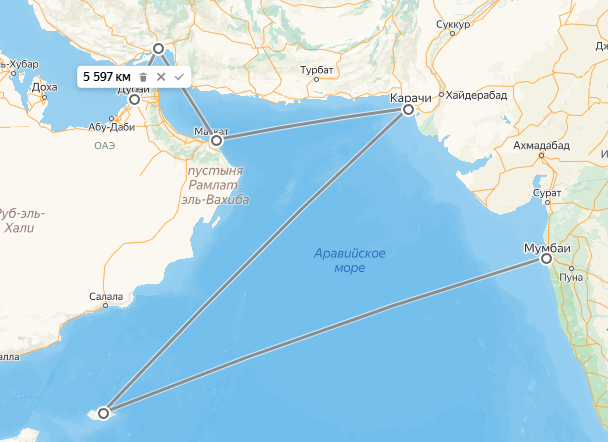 Суккур
ь-Хубар
Турбат
5 597 км
Доха
Дубай
Карачи
Хайдерабад
Абу-Даби
Маскат
ОАЭ
Ахмадабад
пустыня
Рамлат-
эль-Вахиба
Сурат
Руб-эль-
Хали
Мумбаи
Аравийское
море
Пуна
Салала
алла